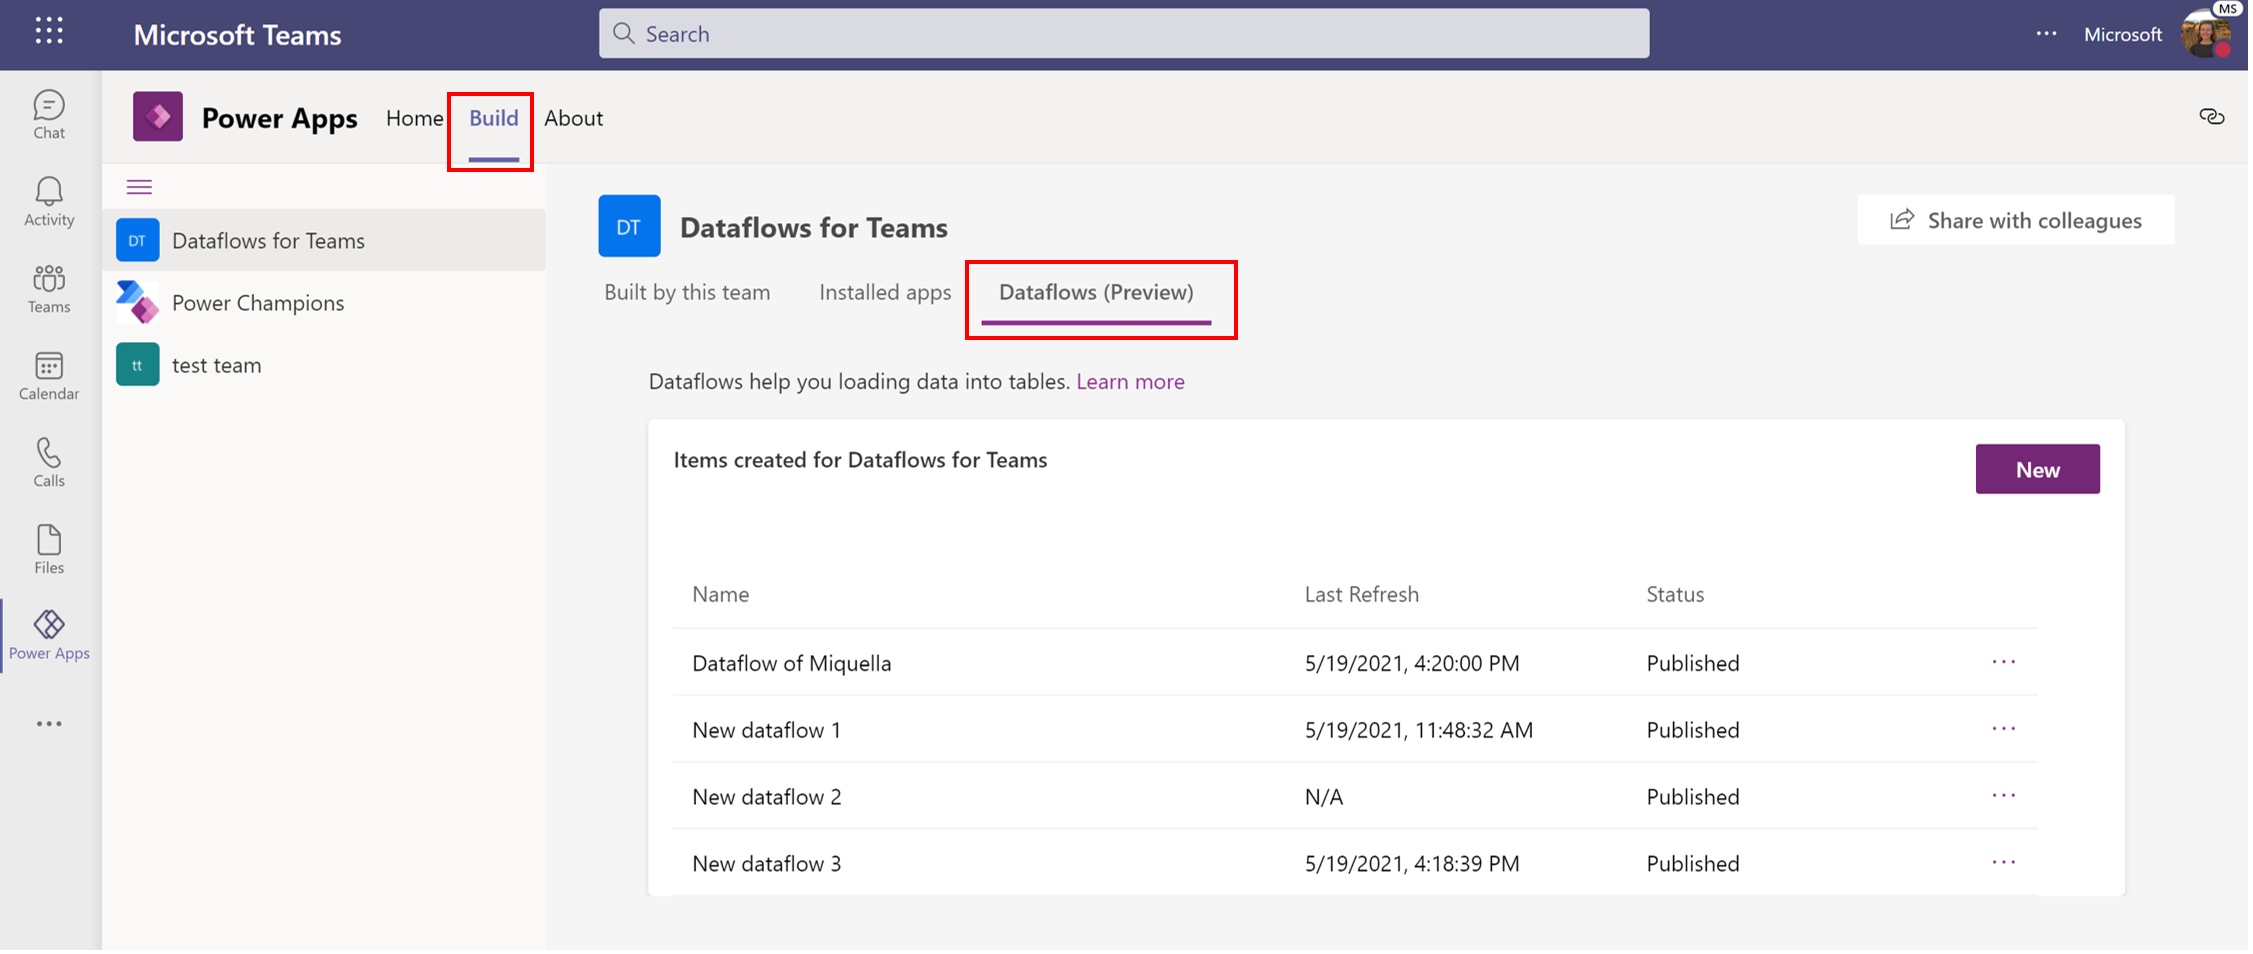 Microsoft Teams
Search
Microsoft
MS
Chat
Activity
Teams
Calendar
Calls
Files
Power Apps
Power Apps Home Build About
DT Dataflows for Teams
Power Champions
tt test team
DT Dataflows for Teams
Share with colleagues
Built by this team Installed apps Dataflows (Preview)
Dataflows help you loading data into tables. Learn more
Items created for Dataflows for Teams
New
Name Last Refresh Status
Dataflow of Miquella 5/19/2021, 4:20:00 PM Published ...
New dataflow 1 5/19/2021, 11:48:32 AM Published ...
New dataflow 2 N/A Published ...
New dataflow 3 5/19/2021, 4:18:39 PM Published ...